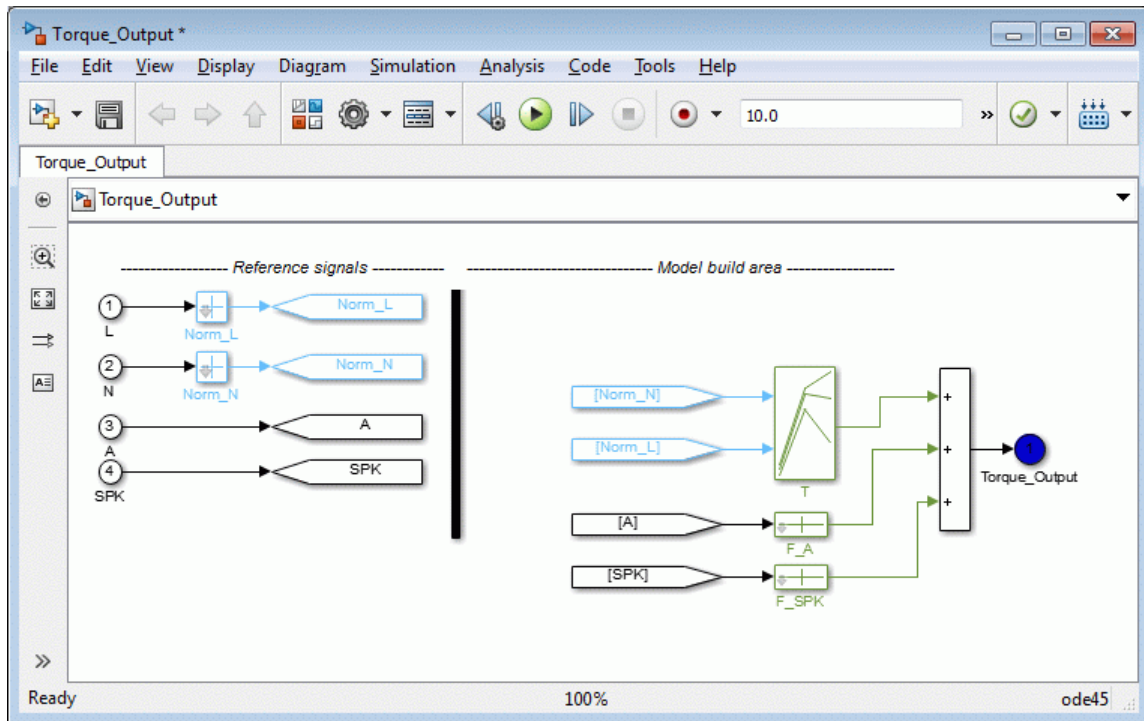 Torque_Output *
File Edit View Display Diagram Simulation Analysis Code Tools Help
10.0 »
Torque_Output
Torque_Output
------------------ Reference signals ------------
------------------------------- Model build area ------------------
1
L
Norm_L
Norm_L
2
N
Norm_N
Norm_N
3
A
A
4
SPK
SPK
[Norm_N]
[Norm_L]
T
[A]
F_A
[SPK]
F_SPK
+
+
+
1
Torque_Output
Ready 100% ode45